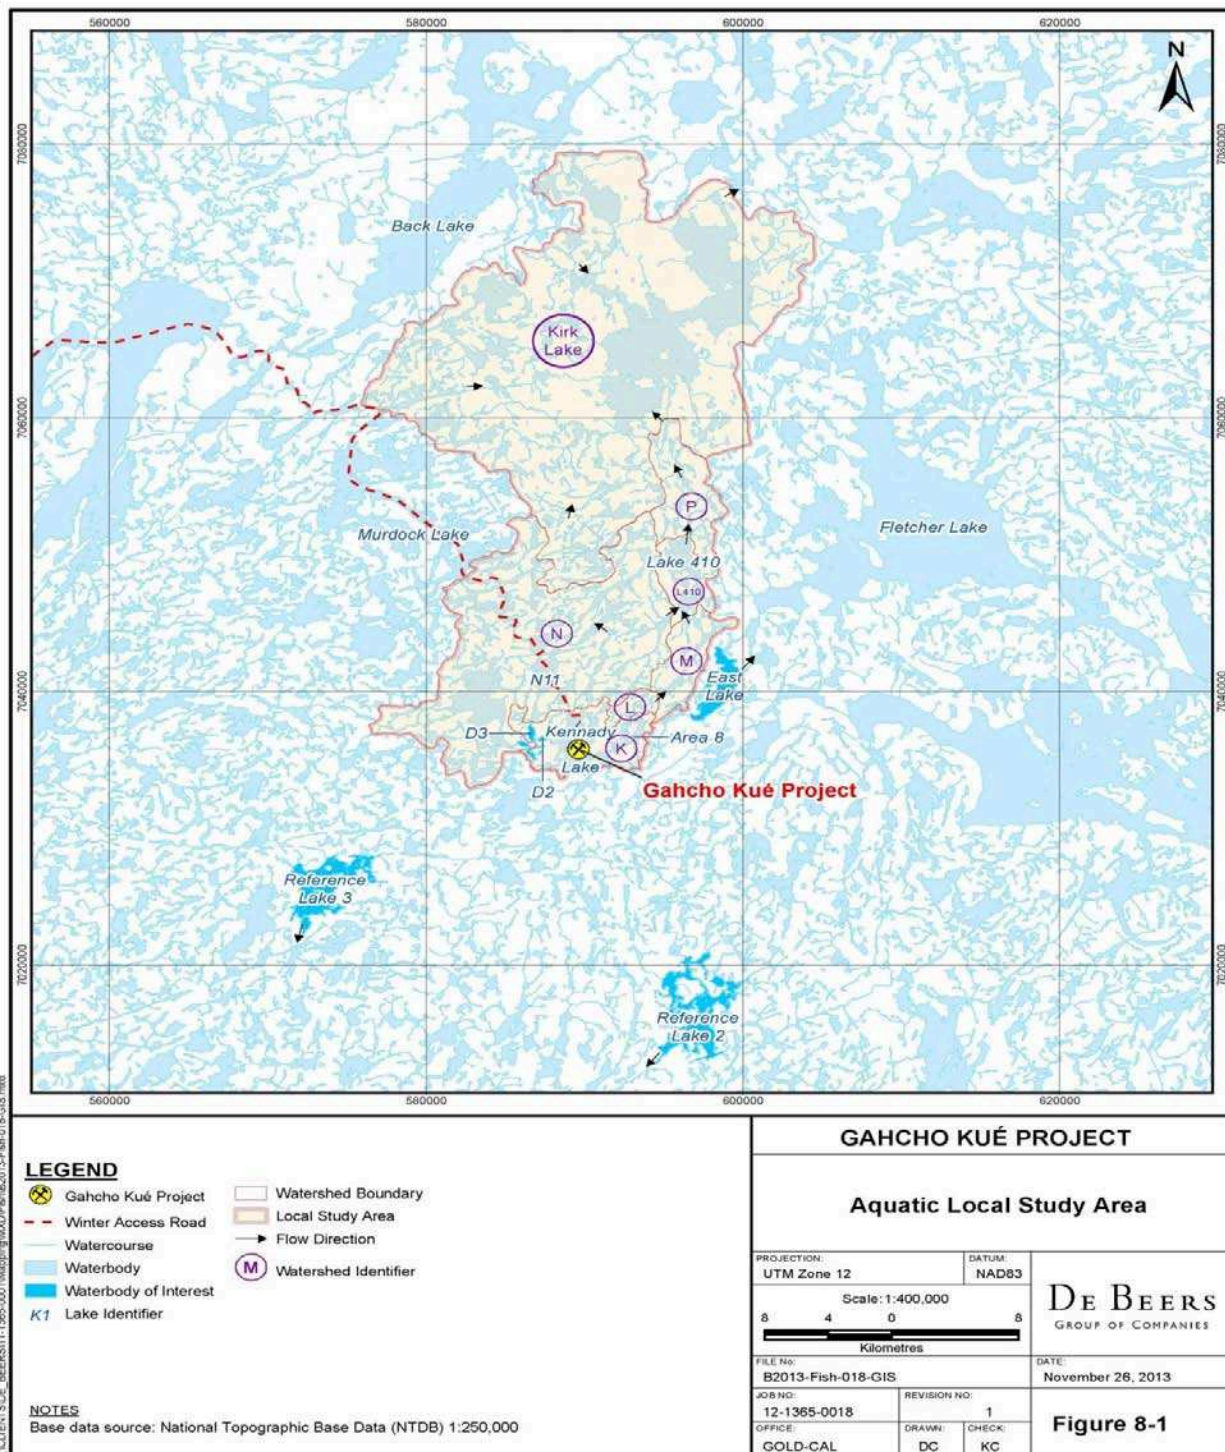 560000 580000 600000 620000
N
7080000 7080000
Back Lake
Kirk
Lake
7060000 7060000
P
Murdock Lake
Fletcher Lake
Lake 410
L410
N
M
N11
East
Lake
7040000 7040000
L
D3
Kennady
Lake
Area 8
K
D2
Gahcho Kué Project
Reference
Lake 3
7020000 7020000
Reference
Lake 2
560000 580000 600000 620000
LEGEND
Gahcho Kué Project
Winter Access Road
Watercourse
Waterbody
Waterbody of Interest
K1 Lake Identifier
Watershed Boundary
Local Study Area
Flow Direction
M Watershed Identifier
NOTES
Base data source: National Topographic Base Data (NTDB) 1:250,000
GAHCHO KUÉ PROJECT
Aquatic Local Study Area
PROJECTION:
UTM Zone 12
DATUM:
NAD83
Scale: 1:400,000
8 4 0 8
Kilometres
FILE No:
B2013-Fish-018-GIS
JOB NO:
12-1365-0018
REVISION NO:
1
OFFICE:
GOLD-CAL
DRAWN:
DC
CHECK:
KC
DE BEERS
GROUP OF COMPANIES
DATE:
November 26, 2013
Figure 8-1